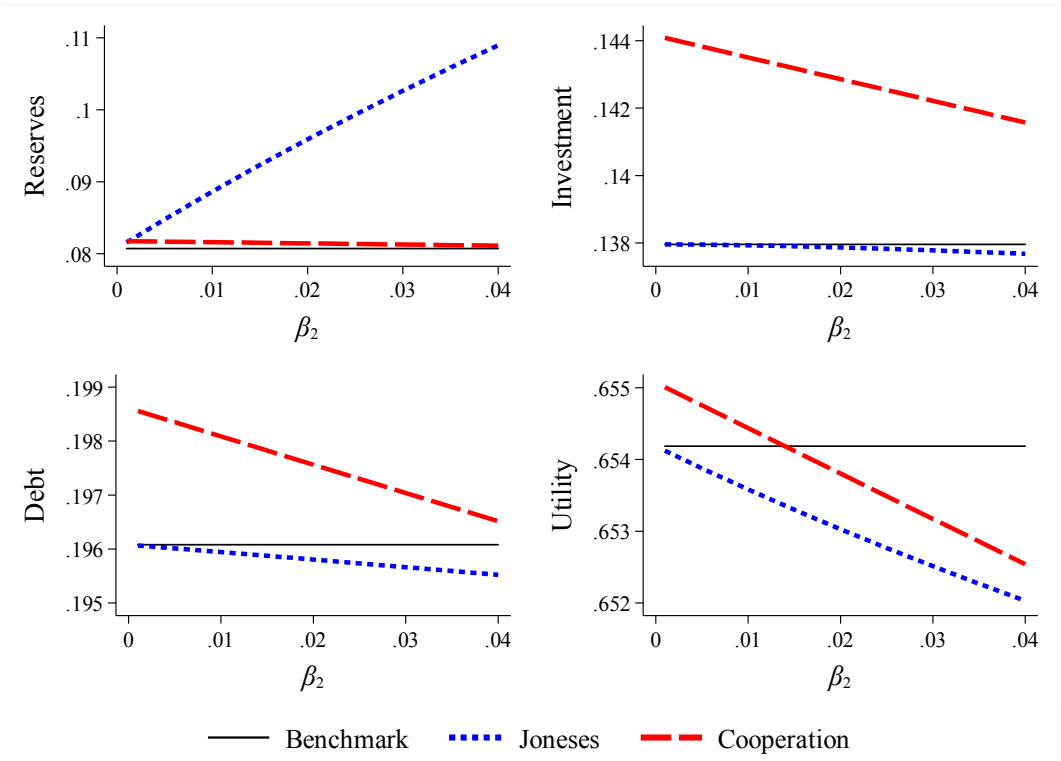 Reserves
.11
.1
.09
.08
0 .01 .02 .03 .04
β2
Investment
.144
.142
.14
.138
0 .01 .02 .03 .04
β2
Debt
.199
.198
.197
.196
.195
0 .01 .02 .03 .04
β2
Utility
.655
.654
.653
.652
0 .01 .02 .03 .04
β2
Benchmark Joneses Cooperation